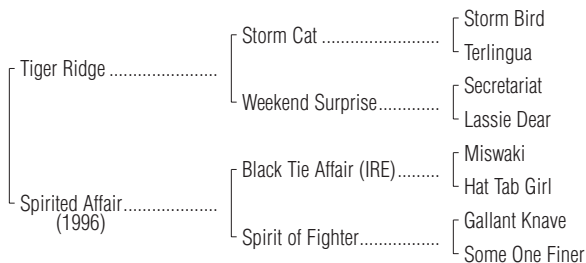 Storm Bird
Storm Cat ........................
Terlingua
Tiger Ridge ......................
Secretariat
Weekend Surprise.............
Lassie Dear
Miswaki
Black Tie Affair (IRE).........
Hat Tab Girl
Spirited Affair...................
(1996)
Gallant Knave
Spirit of Fighter.................
Some One Finer